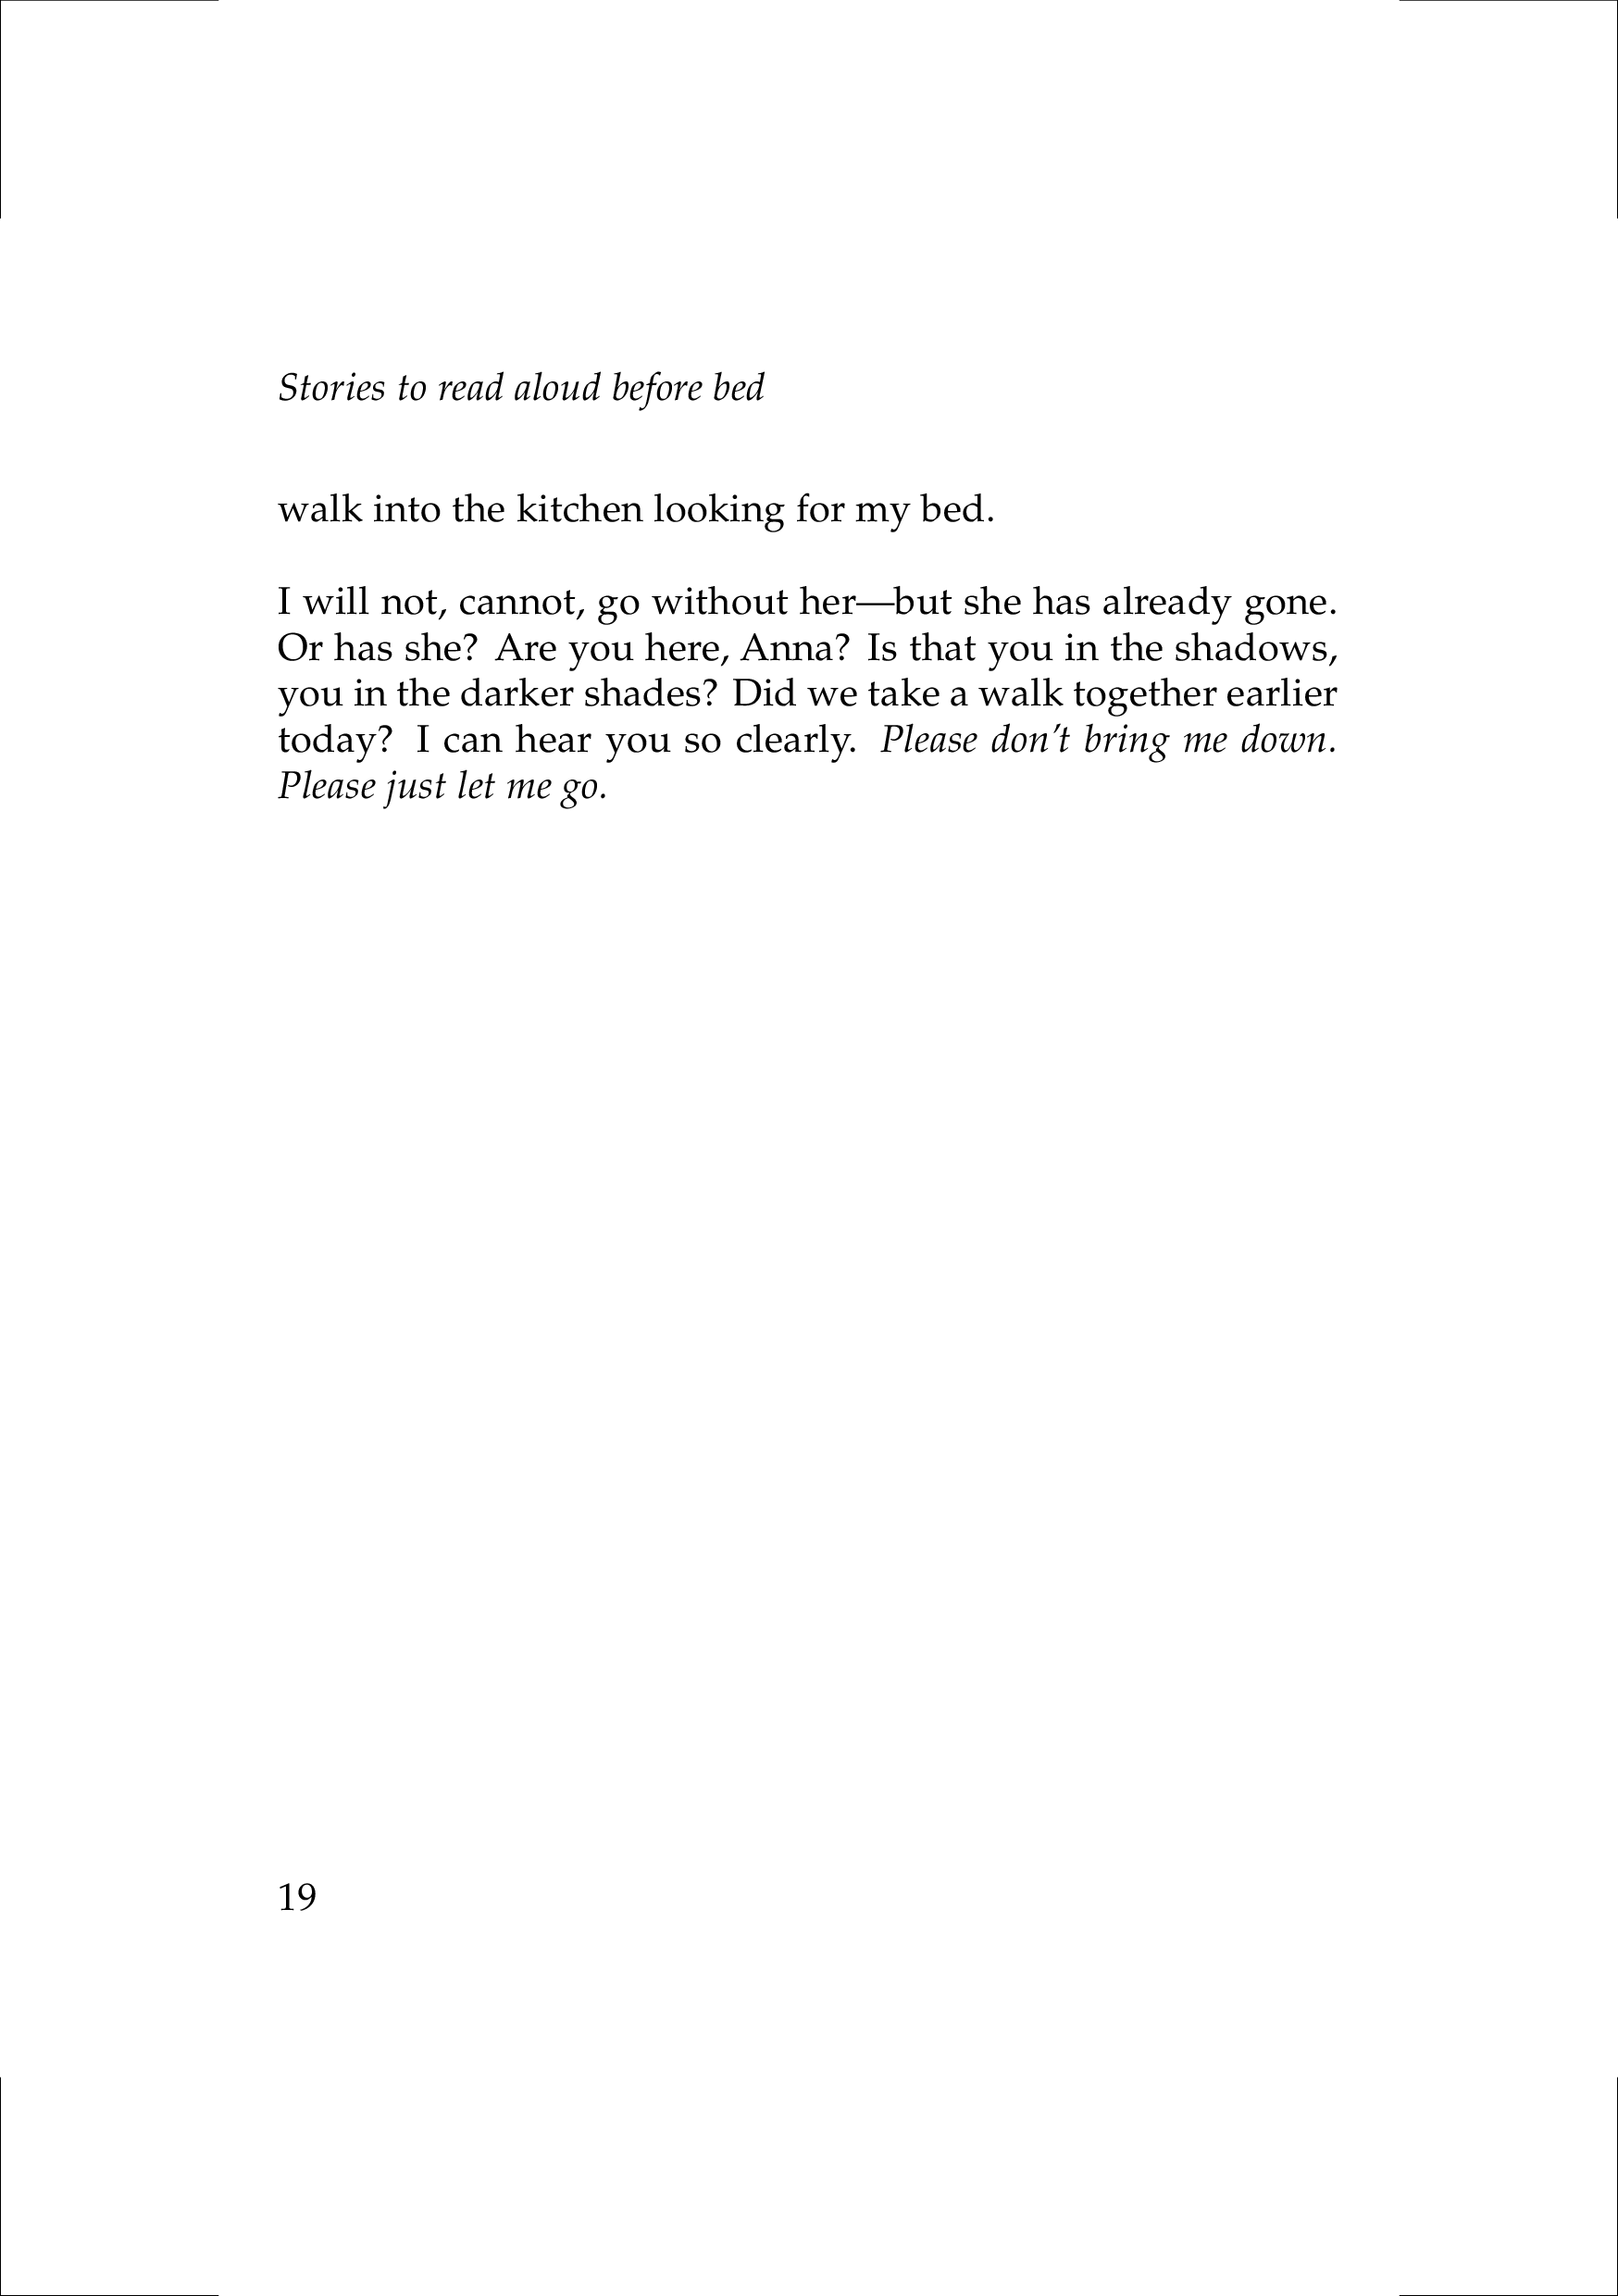 Stories to read aloud before bed
walk into the kitchen looking for my bed.
I will not, cannot, go without her—but she has already gone.
Or has she? Are you here, Anna? Is that you in the shadows,
you in the darker shades? Did we take a walk together earlier
today? I can hear you so clearly. Please don't bring me down.
Please just let me go.
19